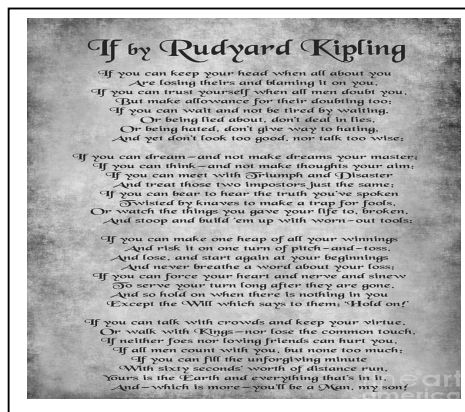 If by Rudyard Kipling
If you can keep your head when all about you
Are losing theirs and blaming it on you,
If you can trust yourself when all men doubt you,
But make allowance for their doubting too;
If you can wait and not be tired by waiting,
Or being lied about, don't deal in lies,
Or being hated, don't give way to hating,
And yet don't look too good, nor talk too wise:
If you can dream—and not make dreams your master;
If you can think—and not make thoughts your aim;
If you can meet with Triumph and Disaster
And treat those two impostors just the same;
If you can bear to hear the truth you've spoken
Twisted by knaves to make a trap for fools,
Or watch the things you gave your life to, broken,
And stoop and build 'em up with worn-out tools:
If you can make one heap of all your winnings
And risk it on one turn of pitch-and-toss,
And lose, and start again at your beginnings
And never breathe a word about your loss;
If you can force your heart and nerve and sinew
To serve your turn long after they are gone,
And so hold on when there is nothing in you
Except the Will which says to them: 'Hold on!'
If you can talk with crowds and keep your virtue,
Or walk with Kings—nor lose the common touch,
If neither foes nor loving friends can hurt you,
If all men count with you, but none too much;
If you can fill the unforgiving minute
With sixty seconds' worth of distance run,
Yours is the Earth and everything that's in it,
And—which is more—you'll be a Man, my son!